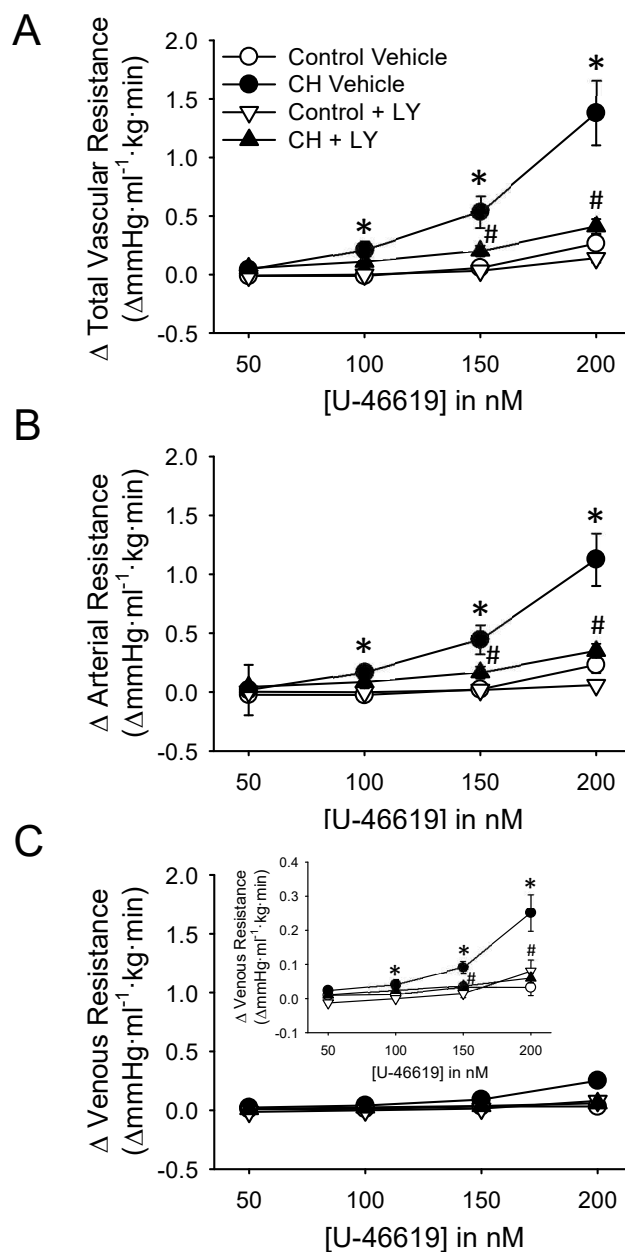 A
Δ Total Vascular Resistance
(ΔmmHg·ml⁻¹·kg·min)
2.0
1.5
1.0
0.5
0.0
-0.5
Control Vehicle
CH Vehicle
Control + LY
CH + LY
*
*
*
#
#
50 100 150 200
[U-46619] in nM
B
Δ Arterial Resistance
(ΔmmHg·ml⁻¹·kg·min)
2.0
1.5
1.0
0.5
0.0
-0.5
*
*
*
#
#
50 100 150 200
[U-46619] in nM
C
Δ Venous Resistance
(ΔmmHg·ml⁻¹·kg·min)
2.0
1.5
1.0
0.5
0.0
-0.5
Δ Venous Resistance
(ΔmmHg·ml⁻¹·kg·min)
0.4
0.3
0.2
0.1
0.0
-0.1
*
*
*
#
#
50 100 150 200
[U-46619] in nM
50 100 150 200
[U-46619] in nM